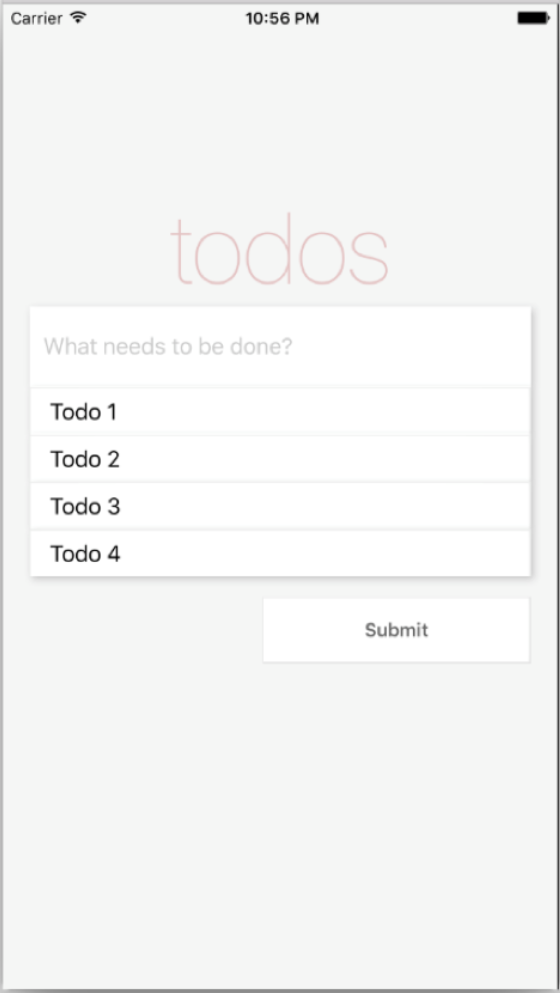 Carrier 10:56 PM
todos
What needs to be done?
Todo 1
Todo 2
Todo 3
Todo 4
Submit